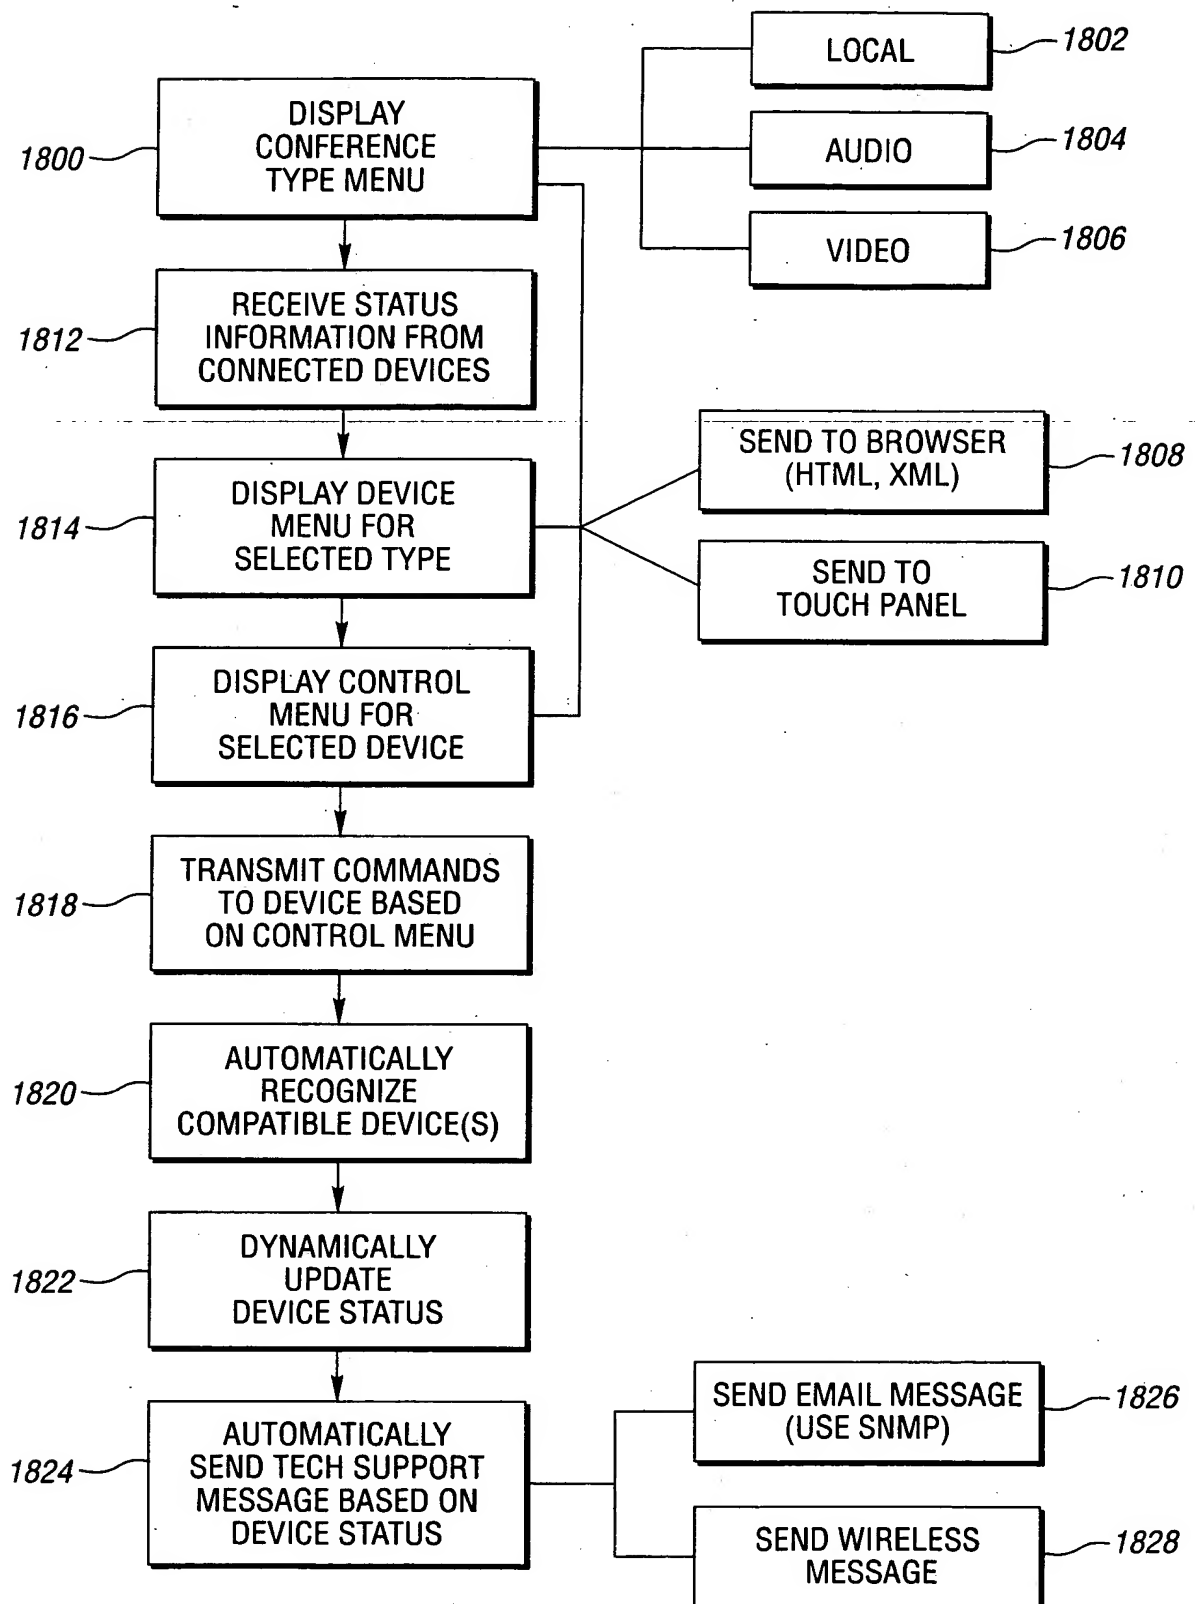 LOCAL
1802
DISPLAY
CONFERENCE
TYPE MENU
1800
AUDIO
1804
VIDEO
1806
RECEIVE STATUS
INFORMATION FROM
CONNECTED DEVICES
1812
SEND TO BROWSER
(HTML, XML)
1808
DISPLAY DEVICE
MENU FOR
SELECTED TYPE
1814
SEND TO
TOUCH PANEL
1810
DISPLAY CONTROL
MENU FOR
SELECTED DEVICE
1816
TRANSMIT COMMANDS
TO DEVICE BASED
ON CONTROL MENU
1818
AUTOMATICALLY
RECOGNIZE
COMPATIBLE DEVICE(S)
1820
DYNAMICALLY
UPDATE
DEVICE STATUS
1822
SEND EMAIL MESSAGE
(USE SNMP)
1826
AUTOMATICALLY
SEND TECH SUPPORT
MESSAGE BASED ON
DEVICE STATUS
1824
SEND WIRELESS
MESSAGE
1828